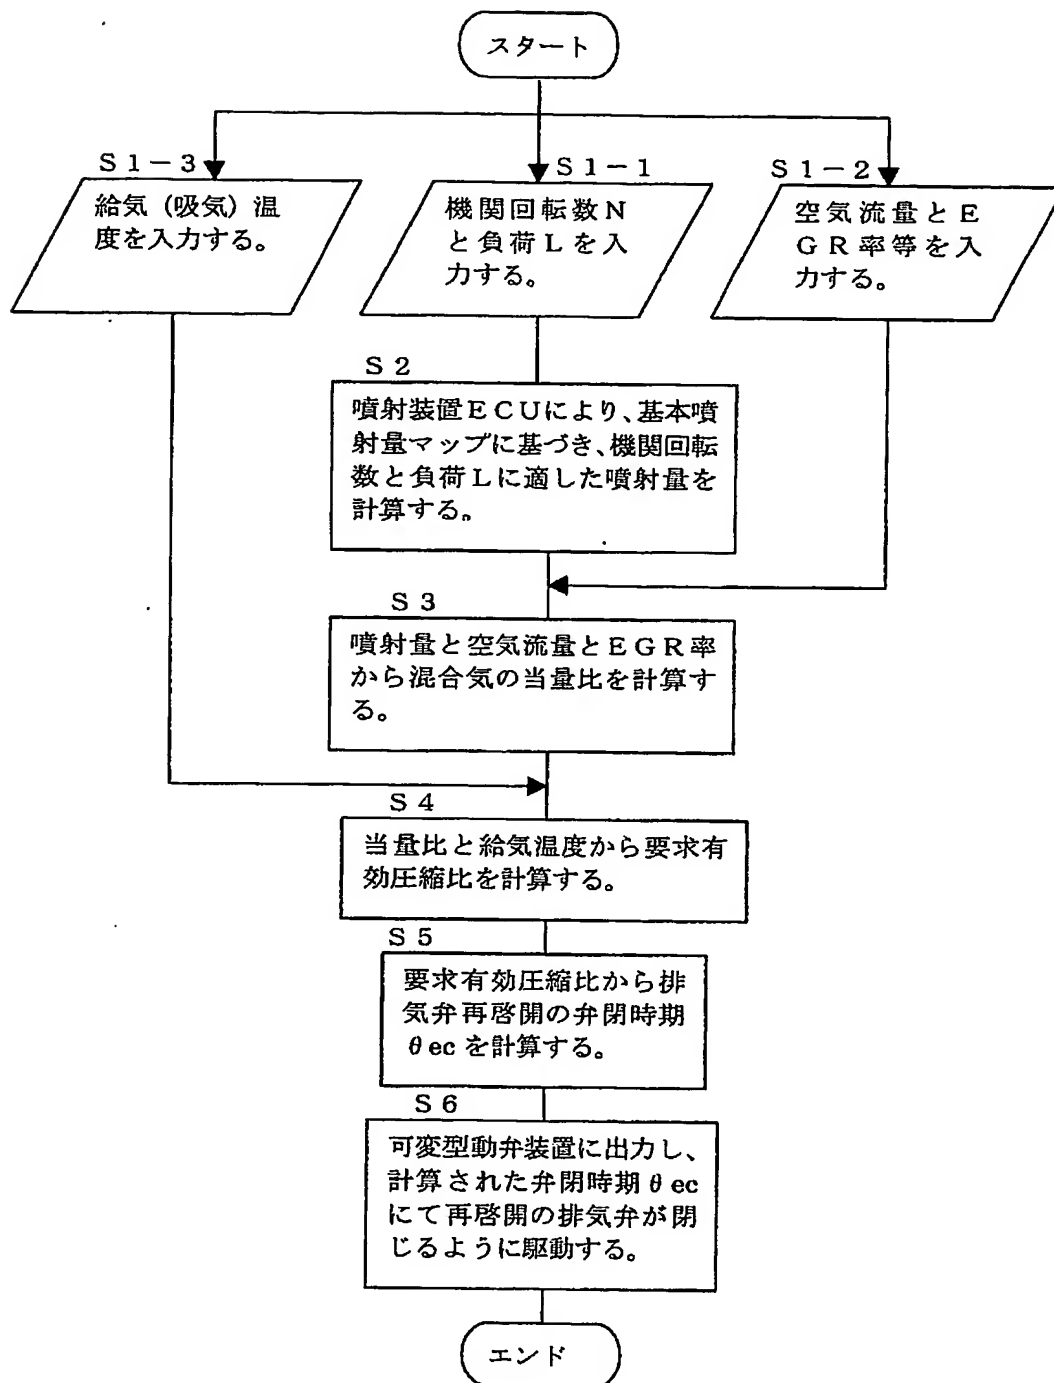 スタート
S1-3
給気(吸気)温
度を入力する。
S1-1
機関回転数N
と負荷Lを入
力する。
S1-2
空気流量とE
GR率等を入
力する。
S2
噴射装置ECUにより、基本噴
射量マップに基づき、機関回転
数と負荷Lに適した噴射量を
計算する。
S3
噴射量と空気流量とEGR率
から混合気の当量比を計算す
る。
S4
当量比と給気温度から要求有
効圧縮比を計算する。
S5
要求有効圧縮比から排
気弁再啓開の弁閉時期
θecを計算する。
S6
可変型動弁装置に出力し、
計算された弁閉時期θec
にて再啓開の排気弁が閉
じるように駆動する。
エンド